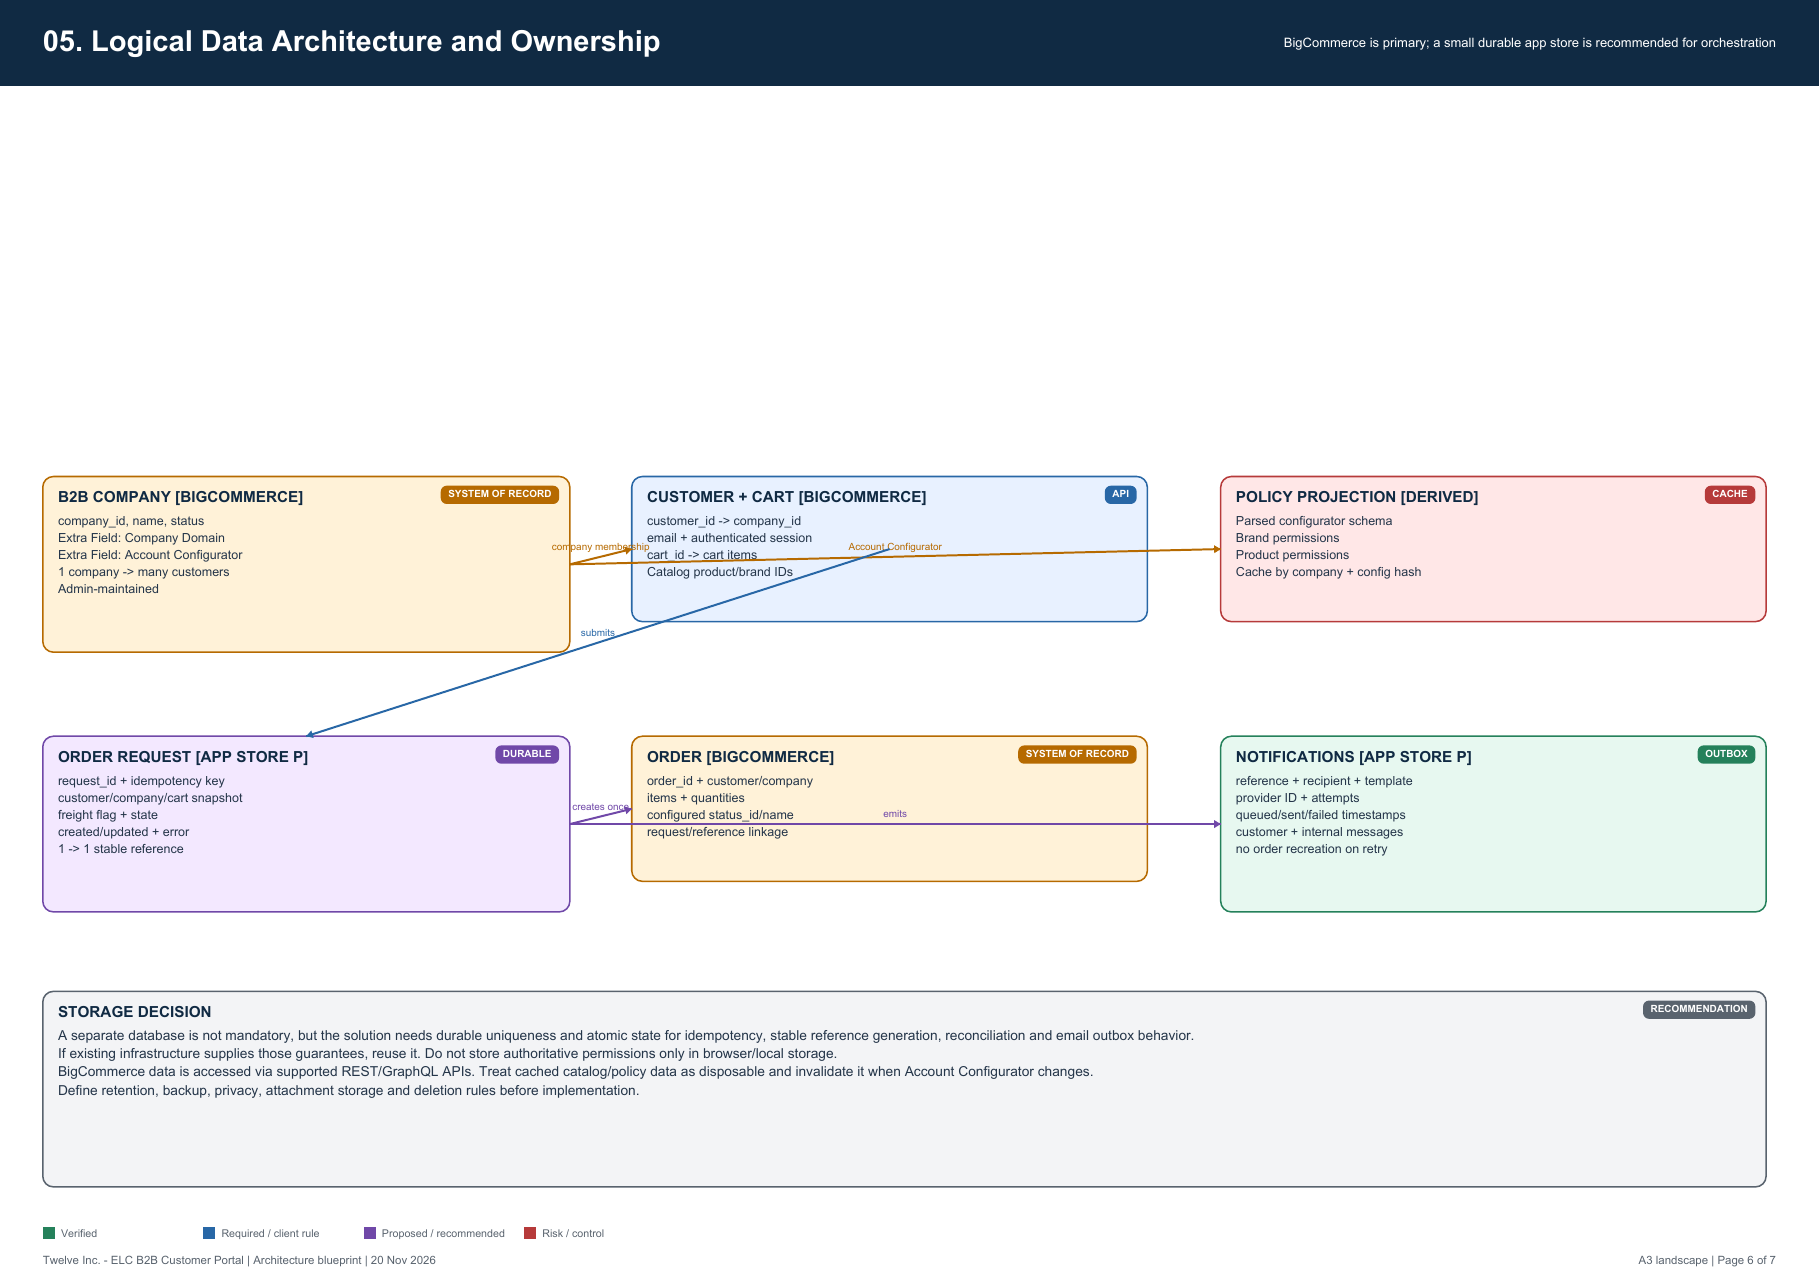 05. Logical Data Architecture and Ownership
BigCommerce is primary; a small durable app store is recommended for orchestration
B2B COMPANY [BIGCOMMERCE]
SYSTEM OF RECORD
company_id, name, status
Extra Field: Company Domain
Extra Field: Account Configurator
1 company -> many customers
Admin-maintained
company membership
CUSTOMER + CART [BIGCOMMERCE]
API
customer_id -> company_id
email + authenticated session
cart_id -> cart items
Catalog product/brand IDs
Account Configurator
POLICY PROJECTION [DERIVED]
CACHE
Parsed configurator schema
Brand permissions
Product permissions
Cache by company + config hash
submits
ORDER REQUEST [APP STORE P]
DURABLE
request_id + idempotency key
customer/company/cart snapshot
freight flag + state
created/updated + error
1 -> 1 stable reference
creates once
ORDER [BIGCOMMERCE]
SYSTEM OF RECORD
order_id + customer/company
items + quantities
configured status_id/name
request/reference linkage
emits
NOTIFICATIONS [APP STORE P]
OUTBOX
reference + recipient + template
provider ID + attempts
queued/sent/failed timestamps
customer + internal messages
no order recreation on retry
STORAGE DECISION
RECOMMENDATION
A separate database is not mandatory, but the solution needs durable uniqueness and atomic state for idempotency, stable reference generation, reconciliation and email outbox behavior.
If existing infrastructure supplies those guarantees, reuse it. Do not store authoritative permissions only in browser/local storage.
BigCommerce data is accessed via supported REST/GraphQL APIs. Treat cached catalog/policy data as disposable and invalidate it when Account Configurator changes.
Define retention, backup, privacy, attachment storage and deletion rules before implementation.
Verified
Required / client rule
Proposed / recommended
Risk / control
Twelve Inc. - ELC B2B Customer Portal | Architecture blueprint | 20 Nov 2026
A3 landscape | Page 6 of 7